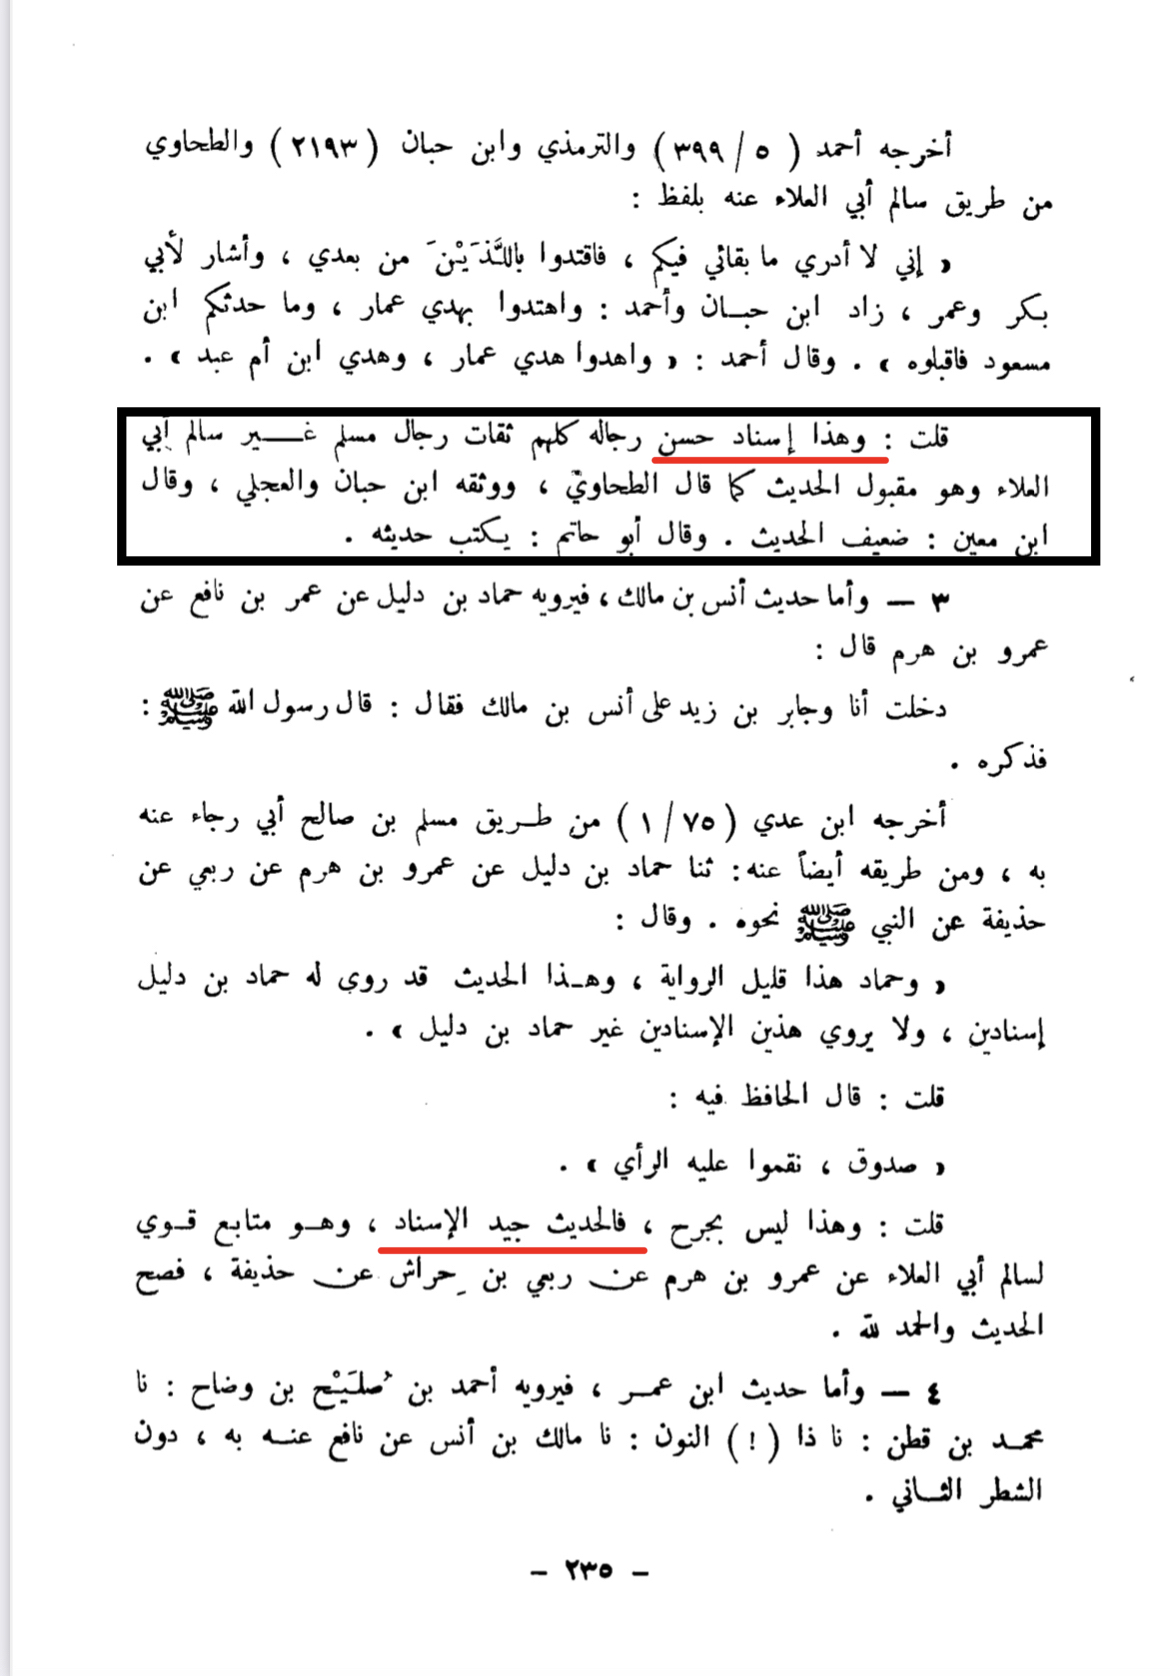 أخرجه أحمد ( ٥ / ٣٩٩ ) والترمذي وابن حبان ( ٢١٩٣ ) والطحاوي
من طريق سالم أبي العلاء عنه بلفظ :
« إني لا أدري ما بقائي فيكم ، فاقتدوا باللَّذَيْنَ من بعدي ، وأشار لأبي
بكر وعمر ، زاد ابن حبـان وأحمد : واهتدوا بهدي عمار ، وما حدثكم ابن
مسعود فاقبلوه » . وقال أحمد : « واهدوا هدي عمار ، وهدي ابن أم عبد » .
قلت : وهذا إسناد حسن رجاله كلهم ثقات رجال مسلم غـير سالم أبي
العلاء وهو مقبول الحديث كما قال الطحاويّ ، ووثقه ابن حبان والعجلي ، وقال
ابن معين : ضعيف الحديث . وقال أبو حاتم : يكتب حديثه .
٣ — وأما حديث أنس بن مالك ، فيرويه حماد بن دليل عن عمر بن نافع عن
عمرو بن هرم قال :
دخلت أنا وجابر بن زيد على أنس بن مالك فقال : قال رسول الله ﷺ :
فذكره .
أخرجه ابن عدي ( ٧٥ / ١ ) من طـريق مسلم بن صالح أبي رجاء عنه
به ، ومن طريقه أيضاً عنه : ثنا حماد بن دليل عن عمرو بن هرم عن ربعي عن
حذيفة عن النبي ﷺ نحوه . وقال :
« وحماد هذا قليل الرواية ، وهـذا الحديث قد روي له حماد بن دليل
إسنادين ، ولا يروي هذين الإسنادين غير حماد بن دليل » .
قلت : قال الحافظ فيه :
« صدوق ، نقموا عليه الرأي » .
قلت : وهذا ليس بجرح ، فالحديث جيد الإسناد ، وهـو متابع قـوي
لسالم أبي العلاء عن عمرو بن هرم عن ربعي بن حِراش عن حذيفة ، فصح
الحديث والحمد لله .
٤ — وأما حديث ابن عمـر ، فيرويه أحمد بن صُلَيْح بن وضاح : نا
محمـد بن قطن : نا ذا ( ! ) النون : نا مالك بن أنس عن نافع عنـه به ، دون
الشطر الثـاني .
– ٢٣٥ –